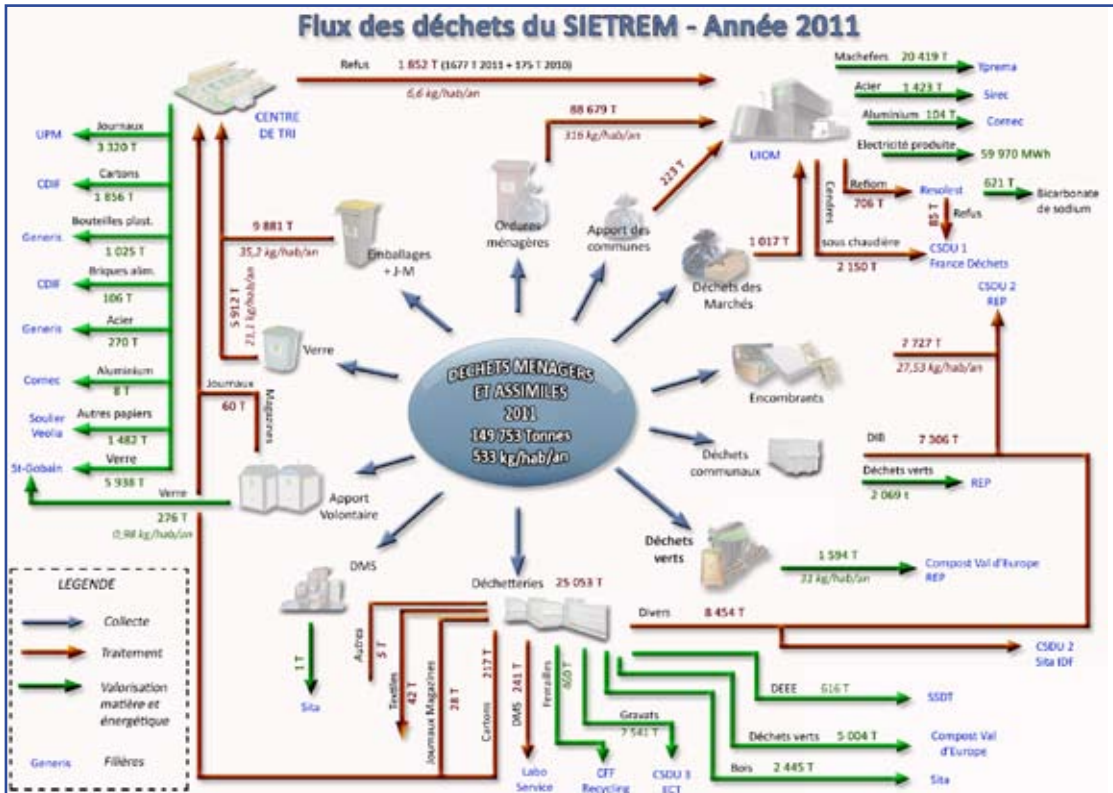 Flux des déchets du SIETREM - Année 2011
Refus 1 852 T (1677 T 2011 + 175 T 2010)
6,6 kg/hab/an
CENTRE
DE TRI
Journaux
UPM
3 320 T
Cartons
CDIF
1 856 T
Bouteilles plast.
Generis
1 025 T
Briques alim.
CDIF
106 T
Acier
Generis
270 T
Aluminium
Cornec
8 T
Autres papiers
Soulier
Veolia
1 482 T
Verre
St-Gobain
5 938 T
9 881 T
35,2 kg/hab/an
Emballages
+ J-M
5 912 T
21,1 kg/hab/an
Verre
Journaux
60 T
Magazines
Verre
276 T
0,98 kg/hab/an
Apport
Volontaire
88 679 T
316 kg/hab/an
Ordures
ménagères
223 T
Apport des
communes
1 017 T
Déchets des
Marchés
UIOM
Machefers 20 419 T
Yprema
Acier 1 423 T
Sirec
Aluminium 104 T
Cornec
Electricité produite
59 970 MWh
Refiom
706 T
Resolest
621 T
Bicarbonate
de sodium
85 T
Refus
Cendres
sous chaudière
2 150 T
CSDU 1
France Déchets
CSDU 2
REP
DECHETS MENAGERS
ET ASSIMILES
2011
149 753 Tonnes
533 kg/hab/an
Encombrants
7 727 T
27,53 kg/hab/an
Déchets
communaux
DIB 7 306 T
Déchets verts
2 069 t
REP
Déchets
verts
1 594 T
33 kg/hab/an
Compost Val d'Europe
REP
DMS
1 T
Sita
Déchetteries 25 053 T
Divers 8 454 T
CSDU 2
Sita IDF
Autres
5 T
Textiles
42 T
Journaux Magazines
28 T
Cartons
217 T
DMS
241 T
Labo
Service
Ferrailles
CFF
Recycling
Gravats
7 541 T
CSDU 3
ECT
DEEE 616 T
SSDT
Déchets verts 5 004 T
Compost Val
d'Europe
Bois 2 445 T
Sita
LEGENDE
Collecte
Traitement
Valorisation
matière et
énergétique
Generis Filières